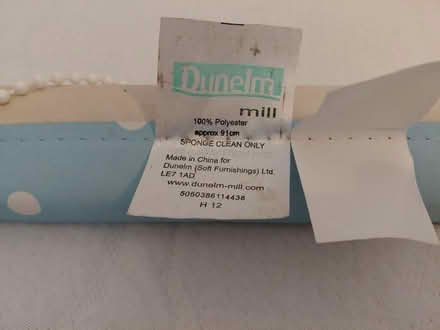 Dunelm
mill
100% Polyester
approx 91cm
SPONGE CLEAN ONLY
Made in China for
Dunelm (Soft Furnishings) Ltd.
LE7 1AD
www.dunelm-mill.com
5050386114438
H 12